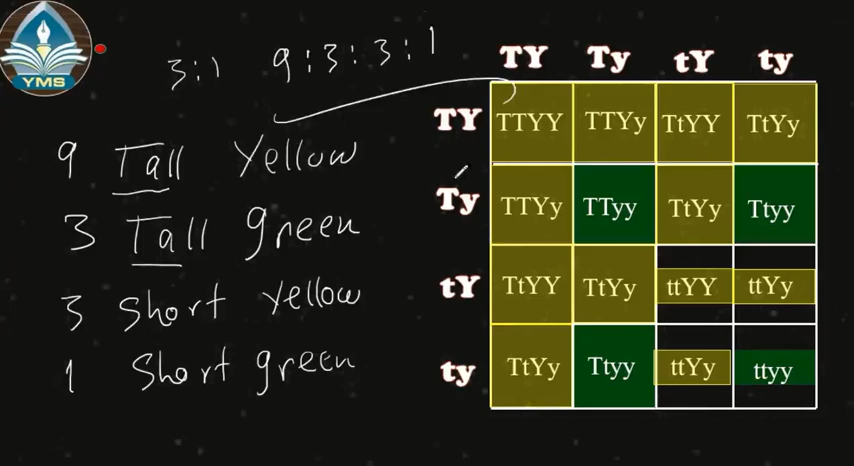 YMS
3:1 9:3:3:1
9 Tall Yellow
3 Tall green
3 Short Yellow
1 Short green
TY Ty tY ty
TY TTYY TTYy TtYY TtYy
Ty TTYy TTyy TtYy Ttyy
tY TtYY TtYy ttYY ttYy
ty TtYy Ttyy ttYy ttyy